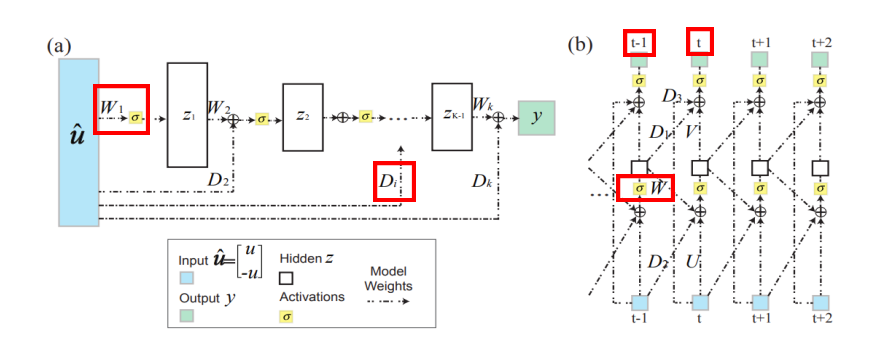 (a)
û
W1 σ
z1
W2
σ
z2
σ
zK-1
Wk
y
D2
Di
Dk
Input û=[u -u]
Hidden z
Output y
Activations
σ
Model
Weights
(b)
t-1 t t+1 t+2
σ σ σ σ
D3
D1 V
σ W σ σ σ
D2 U
t-1 t t+1 t+2